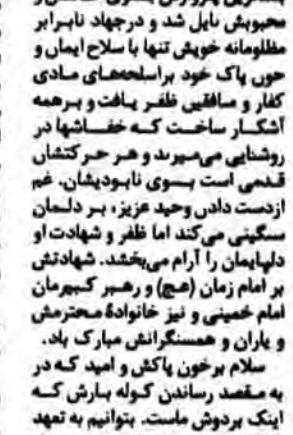 محبوبش نایل شد و درجهاد نابرابر
مظلومانه خویش تنها با سلاح ایمان و
خون پاک خود براسلحه‌های مادی
کفار و منافقین ظفر یافت و برهمه
آشکار ساخت که خفاشها در
روشنایی می‌میرند و هر حرکتشان
قدمی است بسوی نابودیشان. غم
ازدست دادن وحید عزیز، بر دلمان
سنگینی می‌کند اما ظفر و شهادت او
دلهایمان را آرام می‌بخشد. شهادتش
بر امام زمان (عج) و رهبر کبیرمان
امام خمینی و نیز خانوادهٔ محترمش
و یاران و همسنگرانش مبارک باد.
سلام برخون پاکش و امید که در
به مقصد رساندن کوله بارش که
اینک بردوش ماست. بتوانیم به تعهد